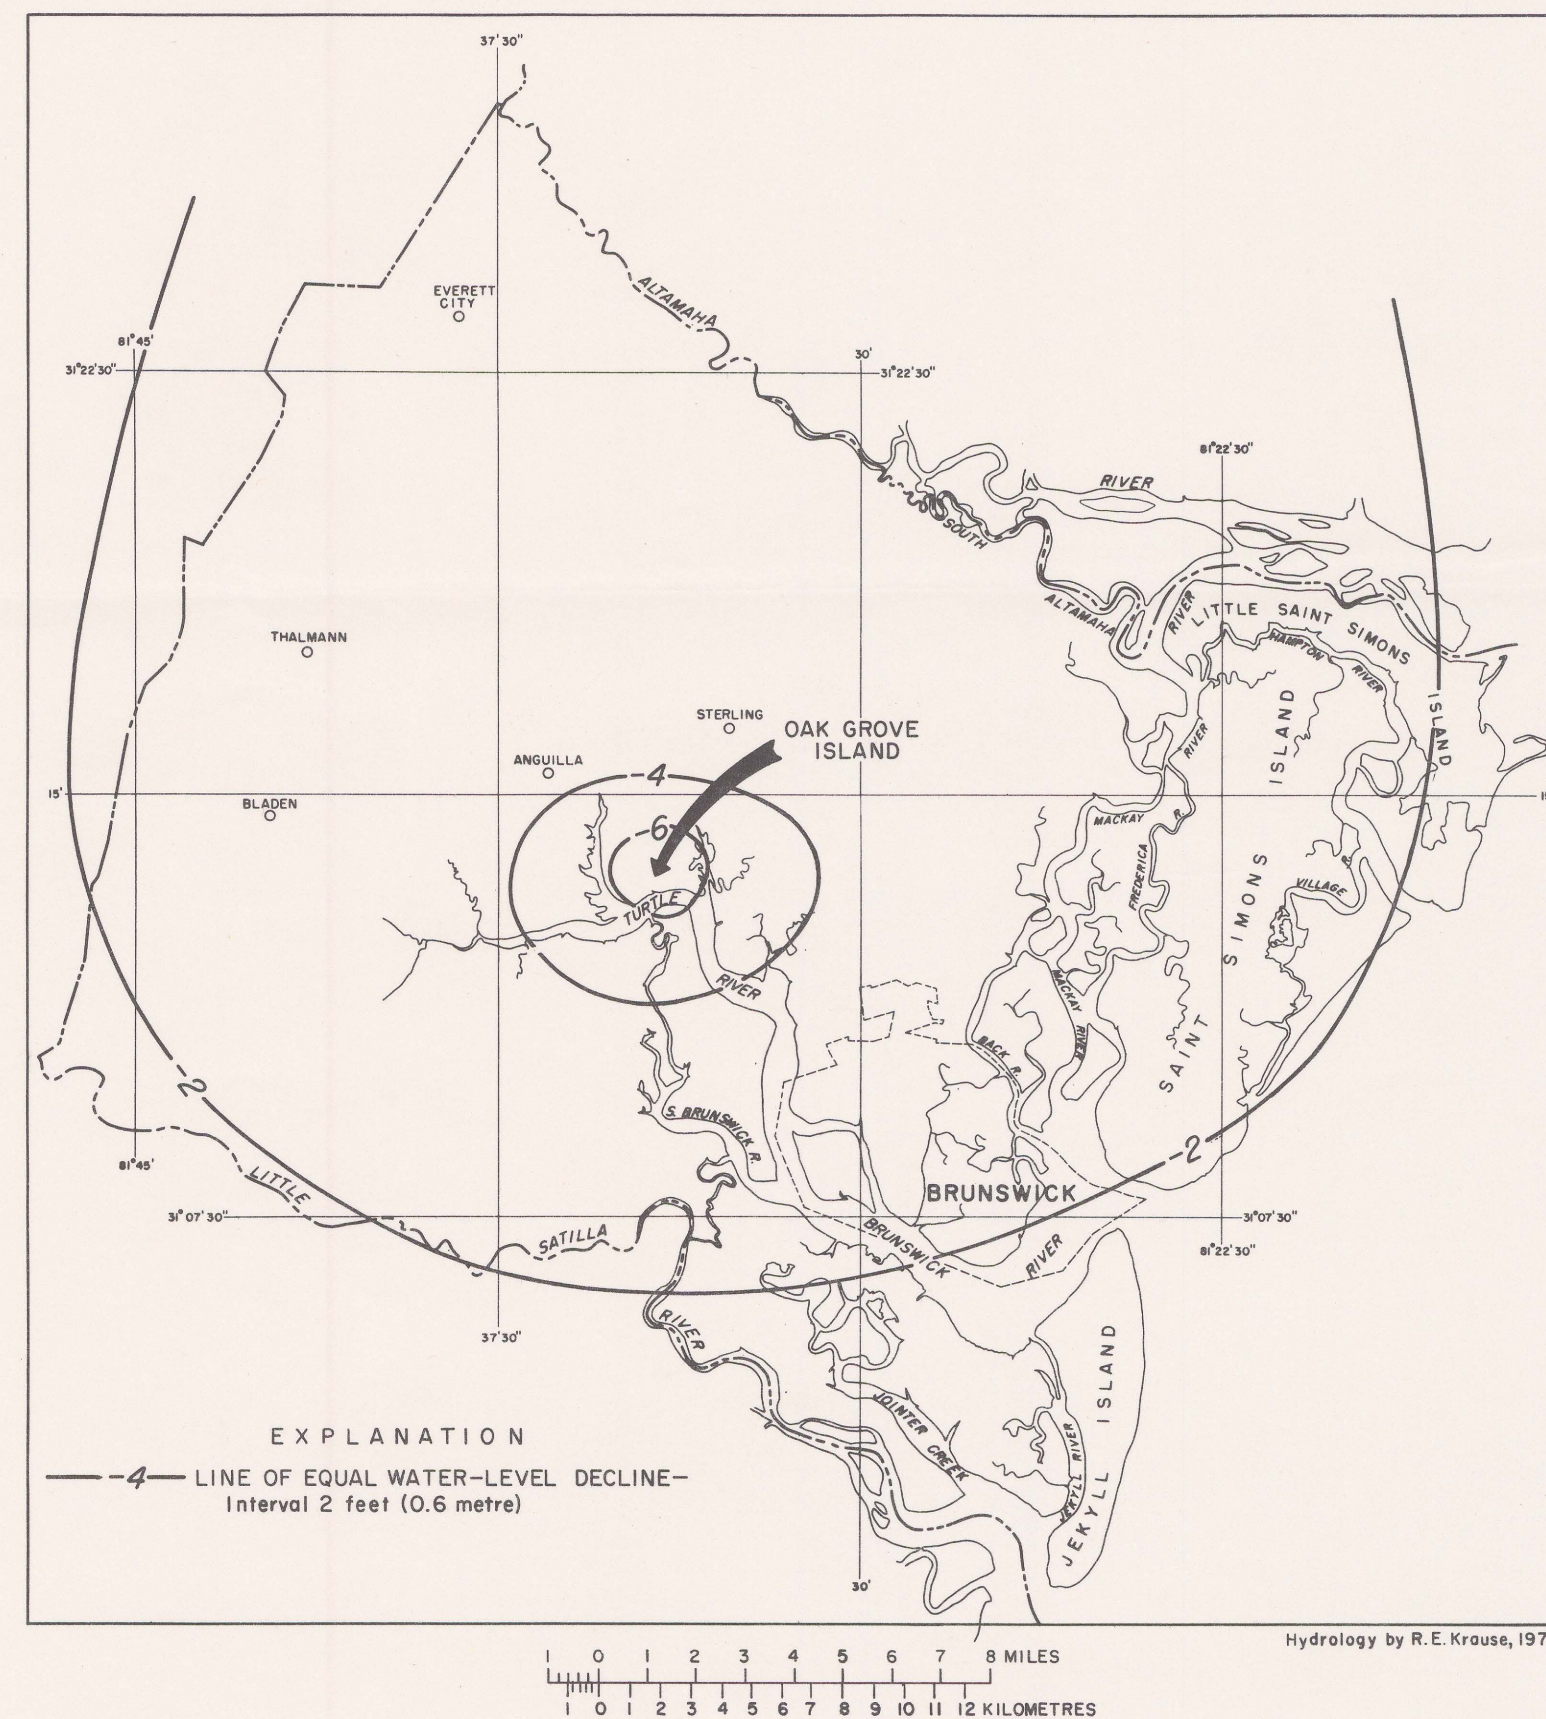 37'30"
EVERETT
CITY
ALTAMAHA
81°45'
31°22'30"
30'
31°22'30"
81°22'30"
RIVER
SOUTH
ALTAMAHA
RIVER
LITTLE SAINT SIMONS
ISLAND
HAMPTON
RIVER
THALMANN
STERLING
OAK GROVE
ISLAND
ANGUILLA
BLADEN
15'
-4
-6
TURTLE
RIVER
RIVER
MACKAY
R.
FREDERICA
SAINT SIMONS ISLAND
VILLAGE
R.
MACKAY
RIVER
BACK R.
-2
S. BRUNSWICK R.
-2
81°45'
LITTLE
SATILLA
RIVER
31°07'30"
BRUNSWICK
31°07'30"
81°22'30"
BRUNSWICK
RIVER
37'30"
JOINTER CREEK
JEKYLL RIVER
JEKYLL ISLAND
30'
EXPLANATION
-4 LINE OF EQUAL WATER-LEVEL DECLINE-
Interval 2 feet (0.6 metre)
Hydrology by R.E. Krause, 197
1 0 1 2 3 4 5 6 7 8 MILES
1 0 1 2 3 4 5 6 7 8 9 10 11 12 KILOMETRES